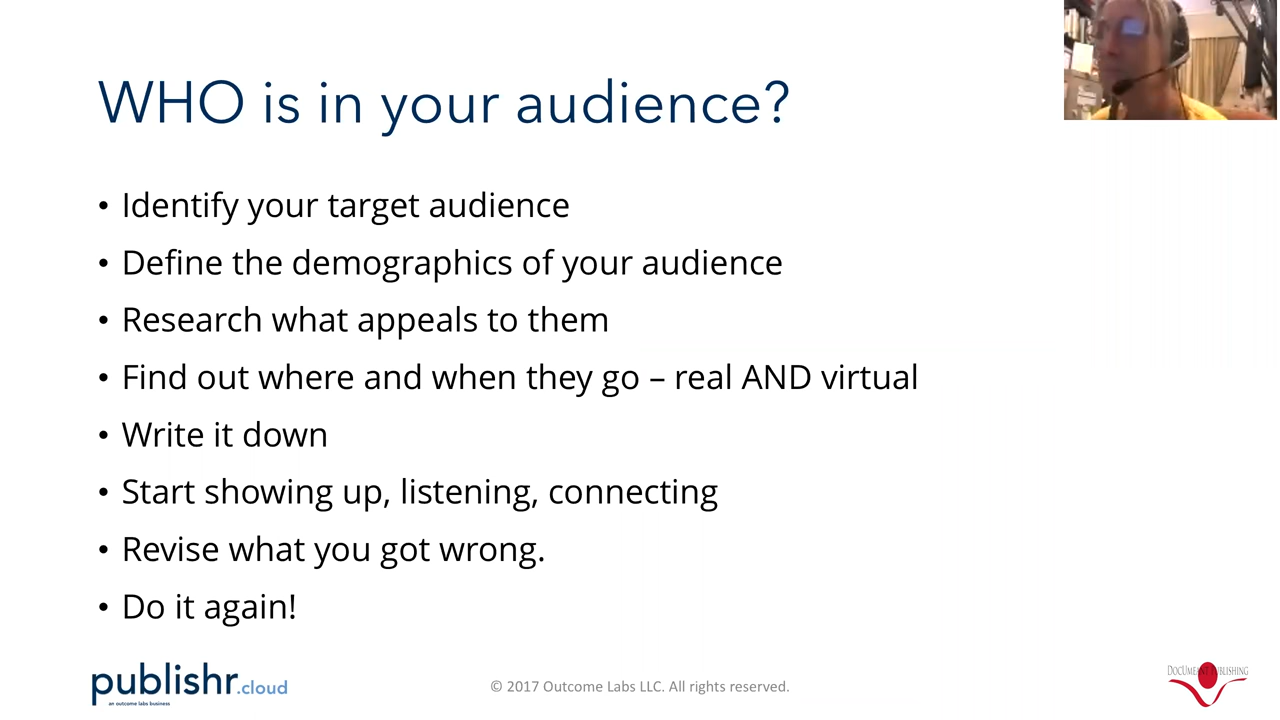 WHO is in your audience?
• Identify your target audience
• Define the demographics of your audience
• Research what appeals to them
• Find out where and when they go – real AND virtual
• Write it down
• Start showing up, listening, connecting
• Revise what you got wrong.
• Do it again!
publishr.cloud
an outcome labs business
© 2017 Outcome Labs LLC. All rights reserved.
DOCUMEANT PUBLISHING